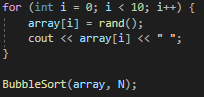 for (int i = 0; i < 10; i++) {
array[i] = rand();
cout << array[i] << " ";
}
BubbleSort(array, N);